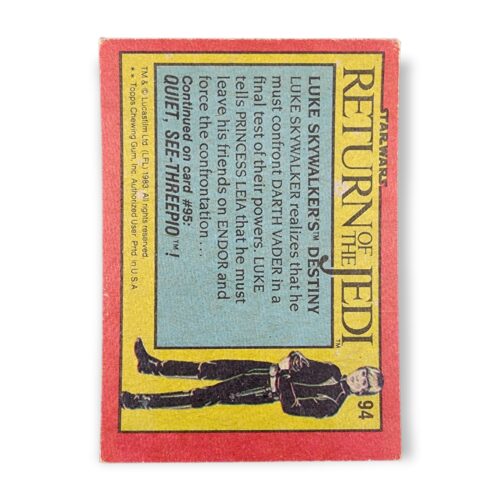 STAR WARS
RETURN OF THE JEDI™
94
LUKE SKYWALKER'S™ DESTINY
LUKE SKYWALKER realizes that he
must confront DARTH VADER in a
final test of their powers. LUKE
tells PRINCESS LEIA that he must
leave his friends on ENDOR and
force the confrontation . . .
Continued on card #95:
QUIET, SEE-THREEPIO™!
TM & © Lucasfilm Ltd. (LFL) 1983. All rights reserved.
** Topps Chewing Gum, Inc. Authorized User. Prtd. in U.S.A